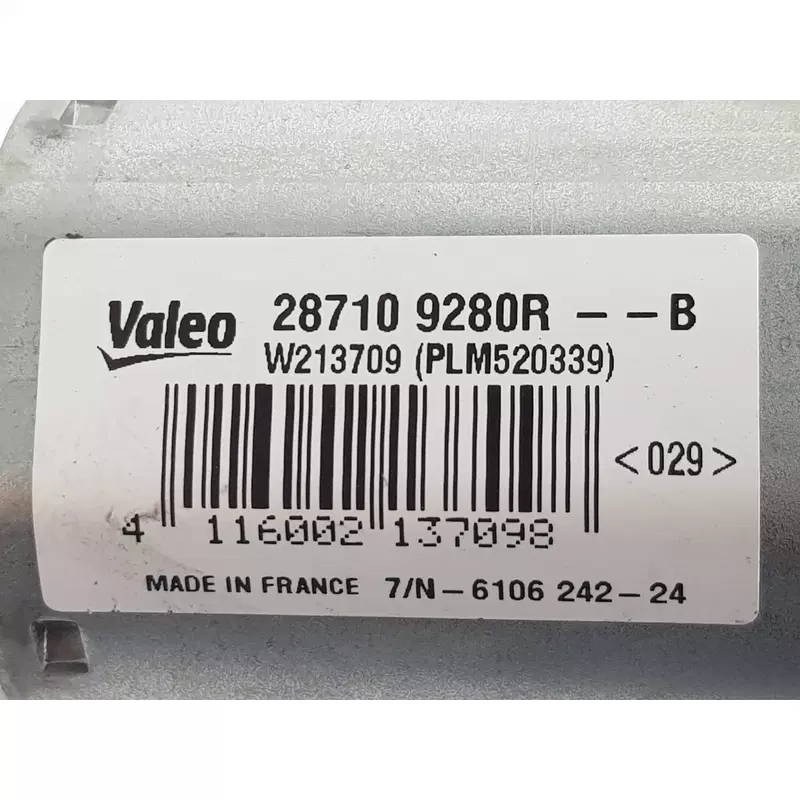 Valeo 28710 9280R – – B
W213709 (PLM520339)
<029>
4 116002 137098
MADE IN FRANCE 7/N – 6106 242 – 24